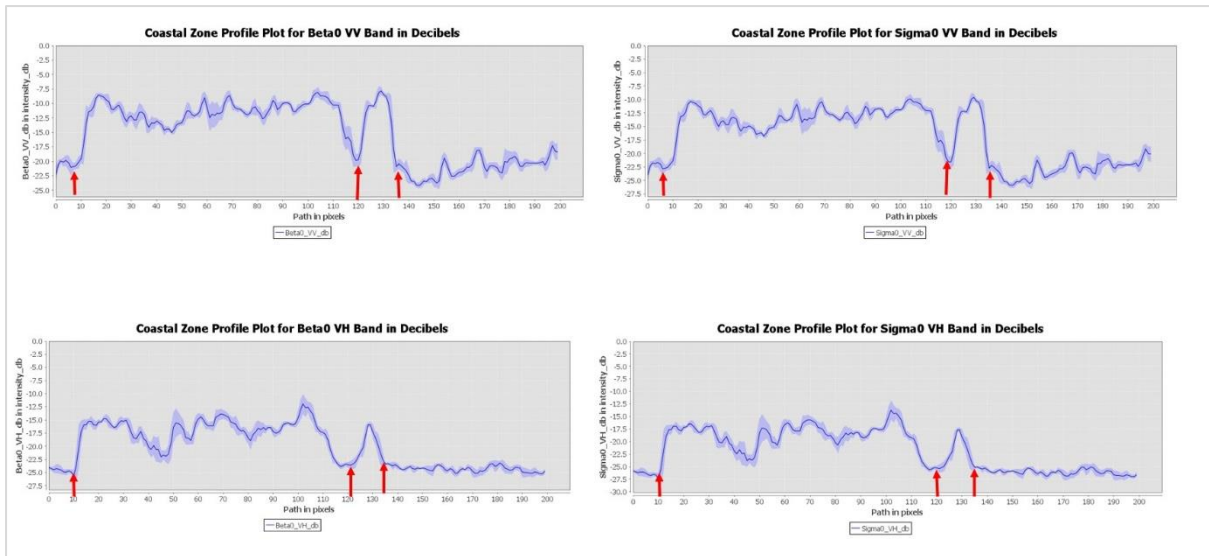 Coastal Zone Profile Plot for Beta0 VV Band in Decibels
Beta0_VV_db in intensity_db
0.0
-2.5
-5.0
-7.5
-10.0
-12.5
-15.0
-17.5
-20.0
-22.5
-25.0
0 10 20 30 40 50 60 70 80 90 100 110 120 130 140 150 160 170 180 190 200
Path in pixels
Beta0_VV_db
Coastal Zone Profile Plot for Sigma0 VV Band in Decibels
Sigma0_VV_db in intensity_db
0.0
-2.5
-5.0
-7.5
-10.0
-12.5
-15.0
-17.5
-20.0
-22.5
-25.0
-27.5
0 10 20 30 40 50 60 70 80 90 100 110 120 130 140 150 160 170 180 190 200
Path in pixels
Sigma0_VV_db
Coastal Zone Profile Plot for Beta0 VH Band in Decibels
Beta0_VH_db in intensity_db
0.0
-2.5
-5.0
-7.5
-10.0
-12.5
-15.0
-17.5
-20.0
-22.5
-25.0
-27.5
0 10 20 30 40 50 60 70 80 90 100 110 120 130 140 150 160 170 180 190 200
Path in pixels
Beta0_VH_db
Coastal Zone Profile Plot for Sigma0 VH Band in Decibels
Sigma0_VH_db in intensity_db
0.0
-2.5
-5.0
-7.5
-10.0
-12.5
-15.0
-17.5
-20.0
-22.5
-25.0
-27.5
-30.0
0 10 20 30 40 50 60 70 80 90 100 110 120 130 140 150 160 170 180 190 200
Path in pixels
Sigma0_VH_db